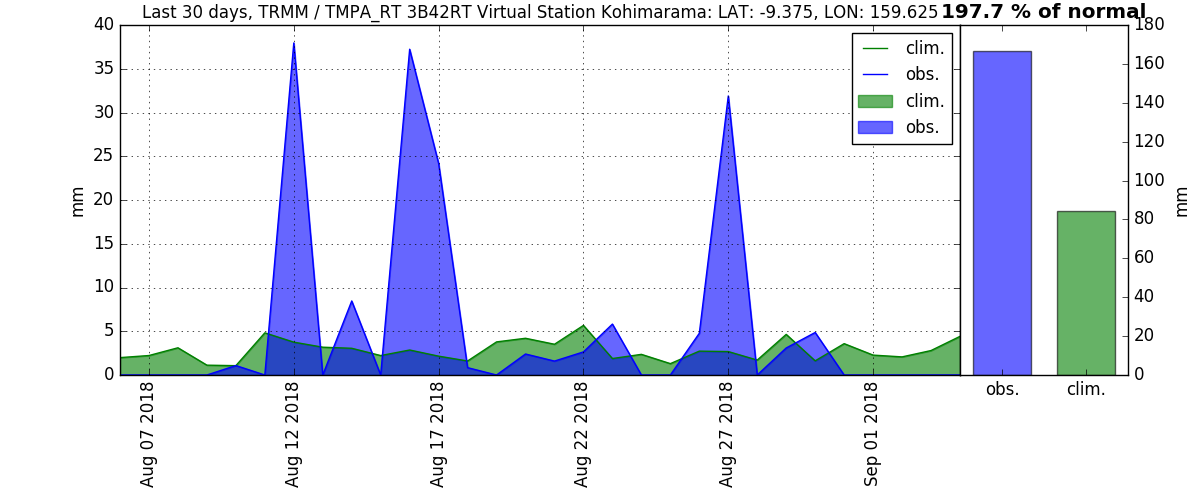 Last 30 days, TRMM / TMPA_RT 3B42RT Virtual Station Kohimarama: LAT: -9.375, LON: 159.625
197.7 % of normal
40
35
30
25
20
15
10
5
0
mm
clim.
obs.
clim.
obs.
Aug 07 2018
Aug 12 2018
Aug 17 2018
Aug 22 2018
Aug 27 2018
Sep 01 2018
180
160
140
120
100
80
60
40
20
0
mm
obs.
clim.